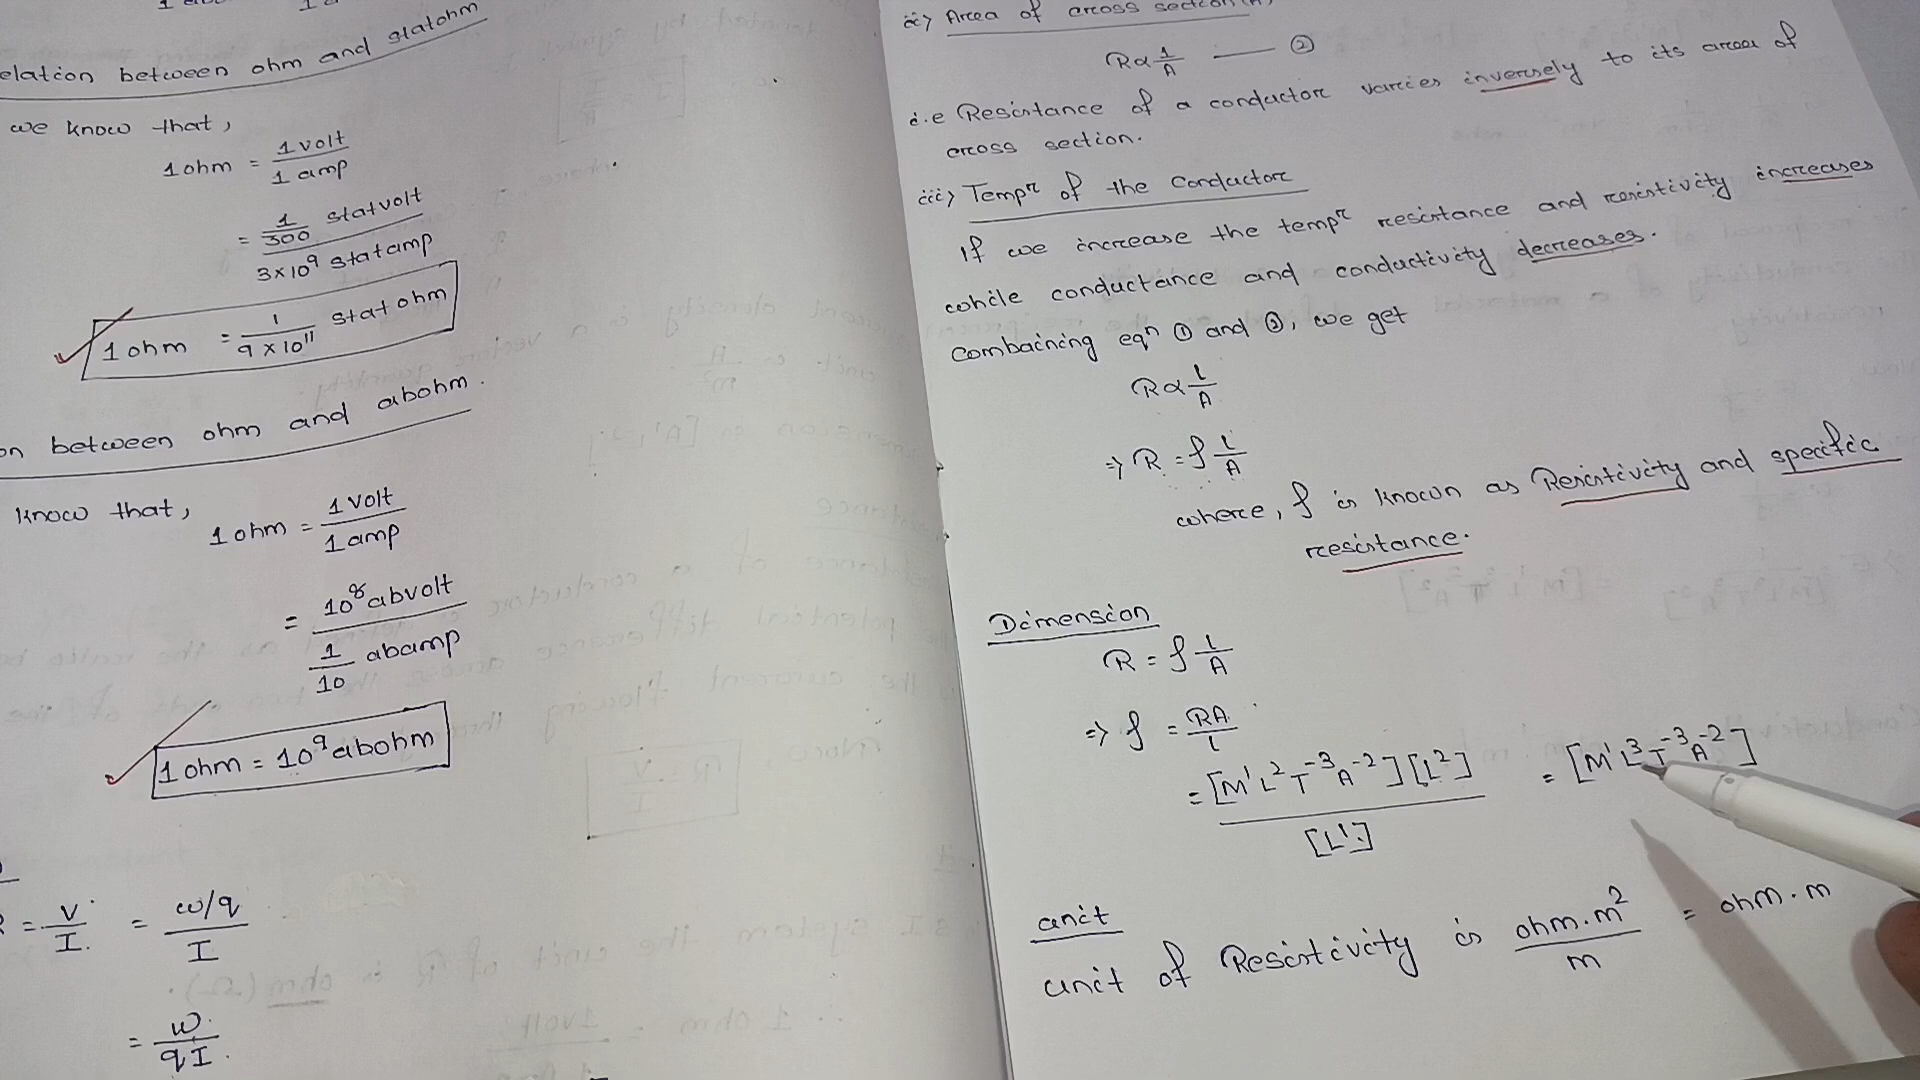 elation between ohm and statohm
we know that,
1 ohm = 1 volt / 1 amp
= 1/300 statvolt / 3×10⁹ statamp
1 ohm = 1 / 9×10¹¹ stat ohm
on between ohm and abohm.
know that,
1 ohm = 1 volt / 1 amp
= 10⁸ abvolt / 1/10 abamp
1 ohm = 10⁹ abohm
= V / I = w/q / I
= w / qI
ii) Area of cross section (A)
R ∝ 1/A —— ②
i.e Resistance of a conductor varies inversely to its area of
cross section.
iii) Tempʳ of the Conductor
If we increase the tempʳ resistance and resistivity increases
while conductance and conductivity decreases.
Combaining eqⁿ ① and ②, we get
R ∝ l/A
⇒ R = ρ l/A
where, ρ is known as Resistivity and specific
resistance.
Dimension
R = ρ l/A
⇒ ρ = RA / l
= [M¹L²T⁻³A⁻²][L²] / [L¹] = [M¹L³T⁻³A⁻²]
unit
unit of Resistivity is ohm.m² / m = ohm.m